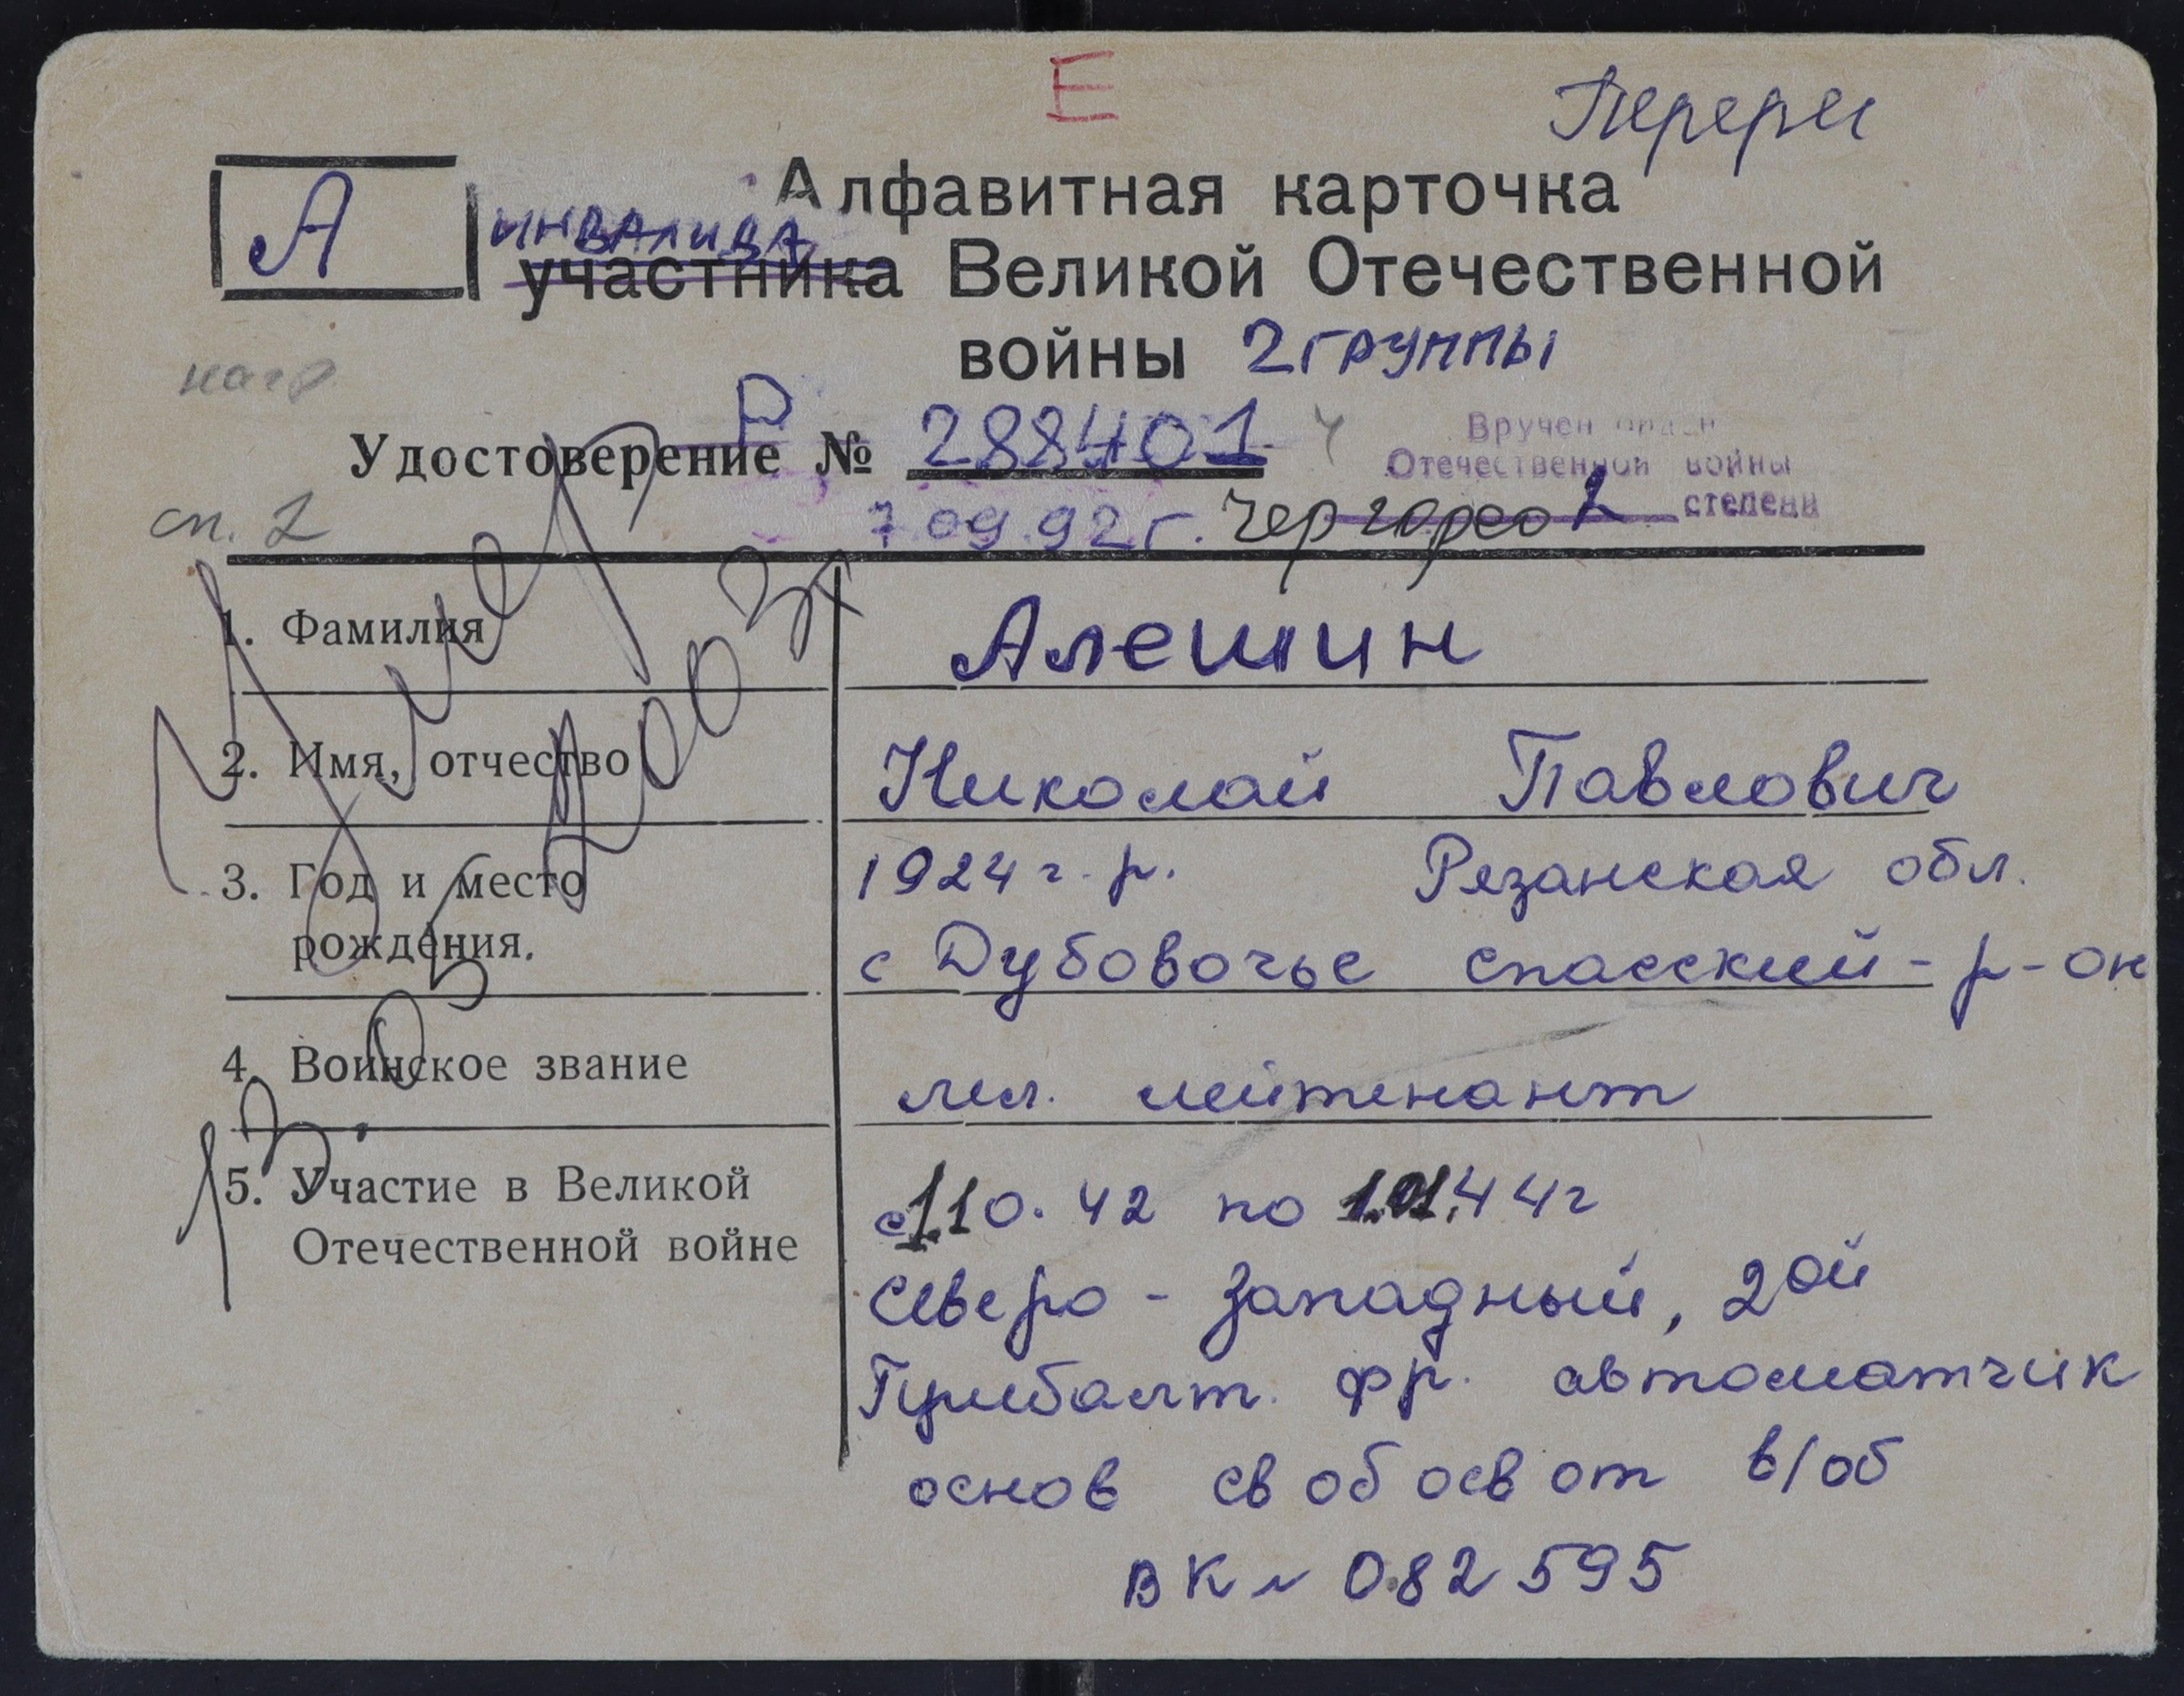 Е
Перерег
А
Алфавитная карточка
инвалида
участника Великой Отечественной
войны 2 группы
нагр
Р
Удостоверение № 288401
Вручен орден
Отечественной войны
степени
сп. 2
7 09.92г.
1. Фамилия Алешин
2. Имя, отчество Николай Павлович
3. Год и место рождения. 1924 г. р. Рязанская обл.
с Дубовочье спасский - р-он
4. Воинское звание мл. лейтенант
5. Участие в Великой Отечественной войне с 1.10.42 по 1.01.44г
Северо - Западный, 2ой
Прибалт. фр. автоматчик
основ св об осв от в/об
ВК № 082595
Умер